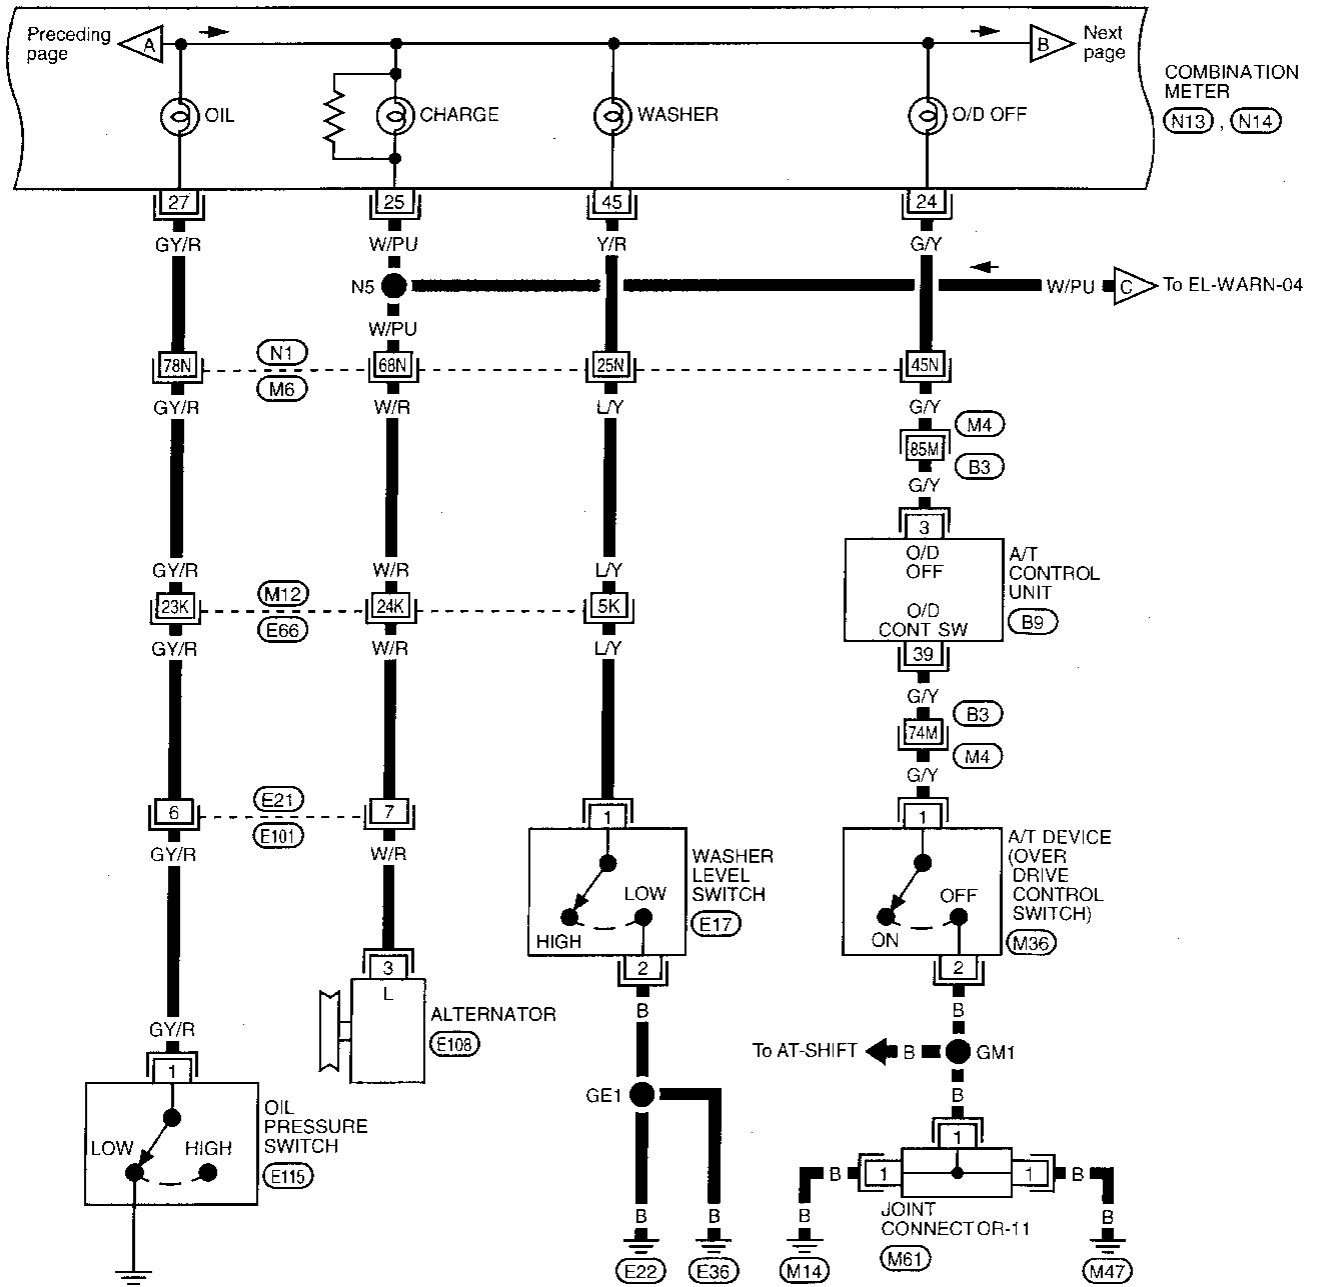 Preceding
page
A
B
Next
page
COMBINATION
METER
N13 , N14
OIL
CHARGE
WASHER
O/D OFF
27
25
45
24
GY/R
W/PU
Y/R
G/Y
N5
W/PU
C
To EL-WARN-04
W/PU
78N
N1
M6
68N
25N
45N
GY/R
W/R
L/Y
G/Y
M4
85M
B3
G/Y
3
O/D
OFF
A/T
CONTROL
UNIT
B9
O/D
CONT SW
39
GY/R
W/R
L/Y
23K
M12
E66
24K
5K
GY/R
W/R
L/Y
G/Y
B3
74M
M4
G/Y
6
E21
E101
7
1
1
GY/R
W/R
WASHER
LEVEL
SWITCH
E17
LOW
HIGH
A/T DEVICE
(OVER
DRIVE
CONTROL
SWITCH)
M36
OFF
ON
3
L
2
2
ALTERNATOR
E108
B
B
GY/R
To AT-SHIFT
B
GM1
1
GE1
B
OIL
PRESSURE
SWITCH
E115
LOW
HIGH
1
1
1
B
B
JOINT
CONNECTOR-11
M61
B
B
B
B
E22
E36
M14
M47